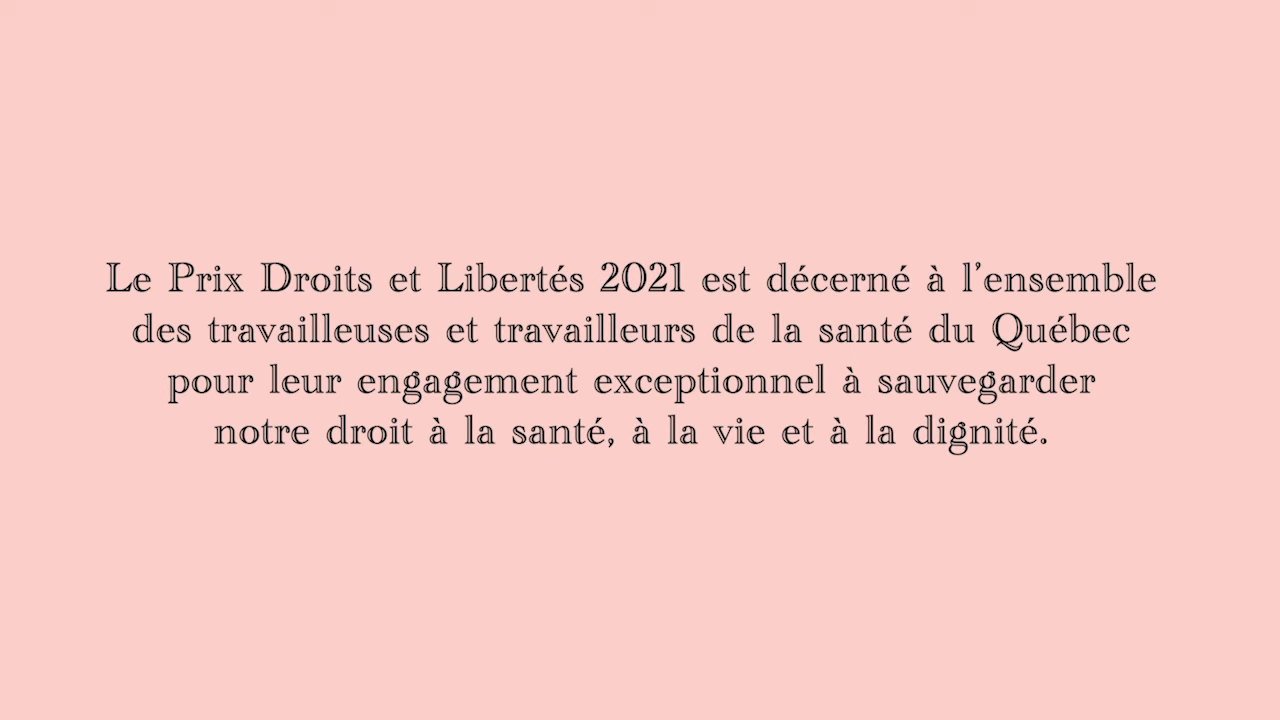 Le Prix Droits et Libertés 2021 est décerné à l'ensemble
des travailleuses et travailleurs de la santé du Québec
pour leur engagement exceptionnel à sauvegarder
notre droit à la santé, à la vie et à la dignité.